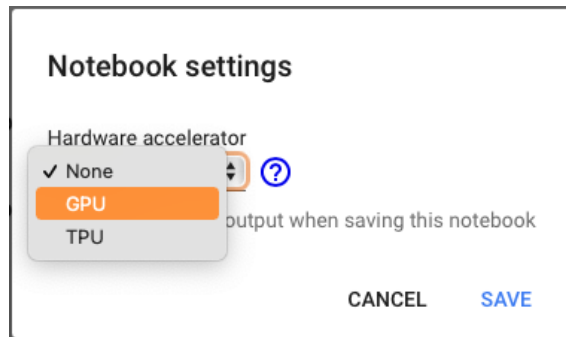 Notebook settings
Hardware accelerator
✓ None
GPU
TPU
output when saving this notebook
CANCEL SAVE